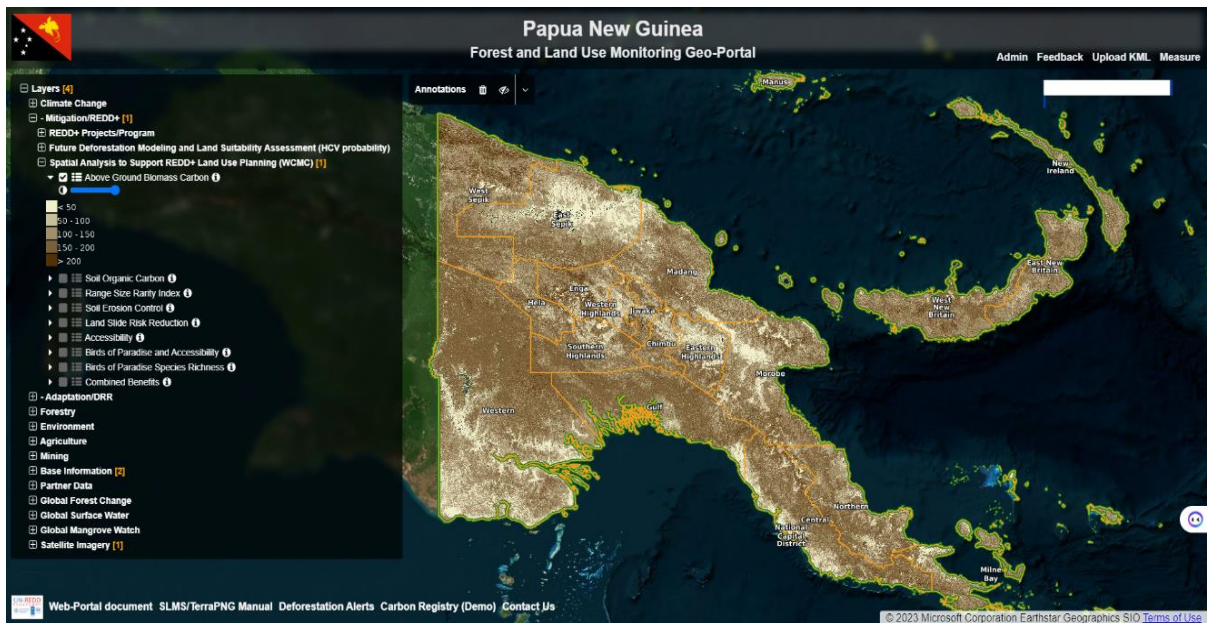 Papua New Guinea
Forest and Land Use Monitoring Geo-Portal
Admin Feedback Upload KML Measure
Layers [4]
Climate Change
- Mitigation/REDD+ [1]
REDD+ Projects/Program
Future Deforestation Modeling and Land Suitability Assessment (HCV probability)
Spatial Analysis to Support REDD+ Land Use Planning (WCMC) [1]
Above Ground Biomass Carbon
< 50
50 - 100
100 - 150
150 - 200
> 200
Soil Organic Carbon
Range Size Rarity Index
Soil Erosion Control
Land Slide Risk Reduction
Accessibility
Birds of Paradise and Accessibility
Birds of Paradise Species Richness
Combined Benefits
- Adaptation/DRR
Forestry
Environment
Agriculture
Mining
Base Information [2]
Partner Data
Global Forest Change
Global Surface Water
Global Mangrove Watch
Satellite Imagery [1]
Annotations
Manus
New
Ireland
West
Sepik
East
Sepik
Madang
East New
Britain
West
New
Britain
Enga
Hela
Western
Highlands
Jiwaka
Southern
Highlands
Chimbu
Eastern
Highlands
Morobe
Western
Gulf
Northern
Central
National
Capital
District
Milne
Bay
UN-REDD
Web-Portal document SLMS/TerraPNG Manual Deforestation Alerts Carbon Registry (Demo) Contact Us
© 2023 Microsoft Corporation Earthstar Geographics SIO Terms of Use